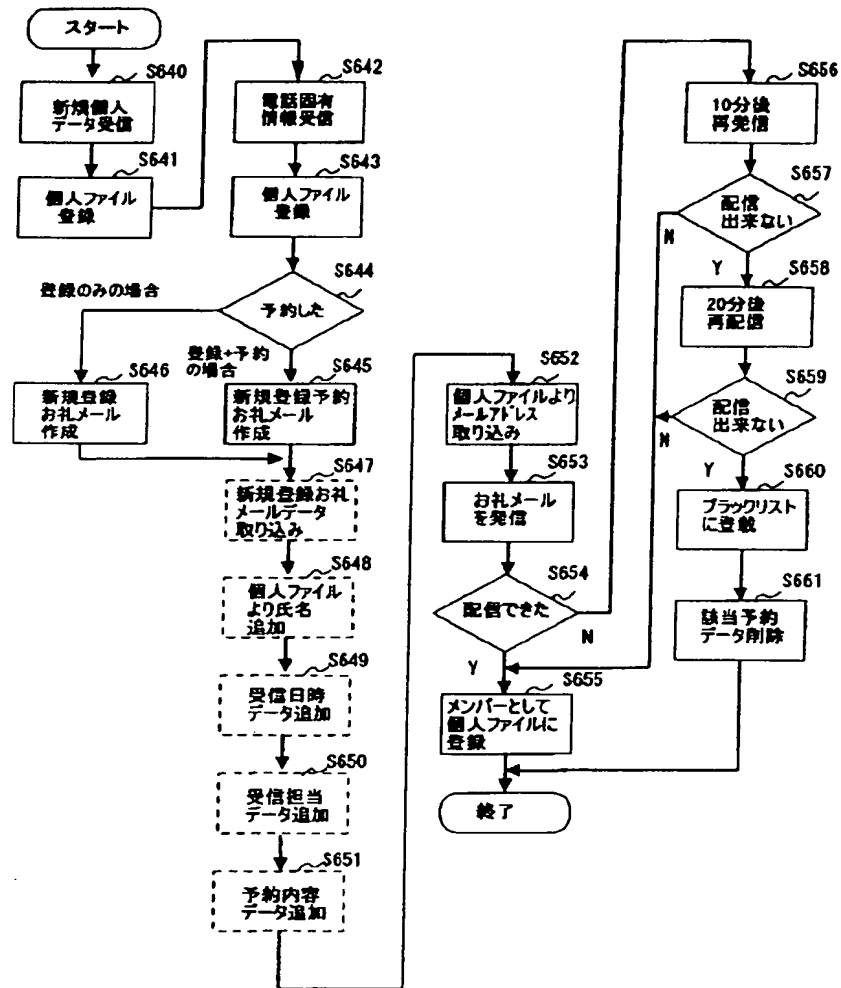 スタート
S640
新規個人
データ受信
S641
個人ファイル
登録
S642
電話固有
情報受信
S643
個人ファイル
登録
S644
予約した
登録のみの場合
登録+予約
の場合
S646
新規登録
お礼メール
作成
S645
新規登録予約
お礼メール
作成
S647
新規登録お礼
メールデータ
取り込み
S648
個人ファイル
より氏名
追加
S649
受信日時
データ追加
S650
受信担当
データ追加
S651
予約内容
データ追加
S652
個人ファイルより
メールアドレス
取り込み
S653
お礼メール
を発信
S654
配信できた
N
Y
S655
メンバーとして
個人ファイルに
登録
終了
S656
10分後
再発信
S657
配信
出来ない
N
Y
S658
20分後
再配信
S659
配信
出来ない
N
Y
S660
ブラックリスト
に登載
S661
該当予約
データ削除